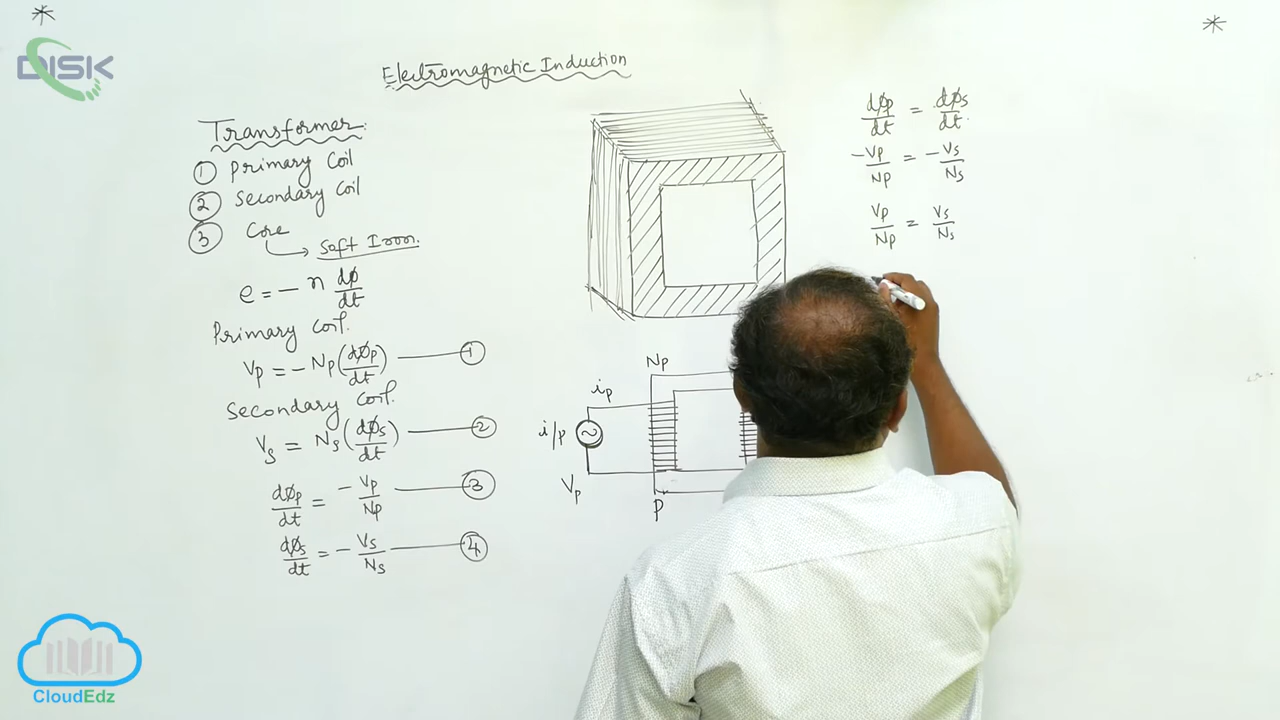 *
*
DISK
Electromagnetic Induction
Transformer:
① Primary Coil
② Secondary Coil
③ Core
Soft Iron.
e = - n dφ/dt
Primary Coil.
Vp = - Np (dφp/dt) ①
Secondary Coil.
Vs = Ns (dφs/dt) ②
dφp/dt = - Vp/Np ③
dφs/dt = - Vs/Ns ④
Np
ip
i/p
Vp
P
dφp/dt = dφs/dt.
-Vp/Np = -Vs/Ns
Vp/Np = Vs/Ns
CloudEdz